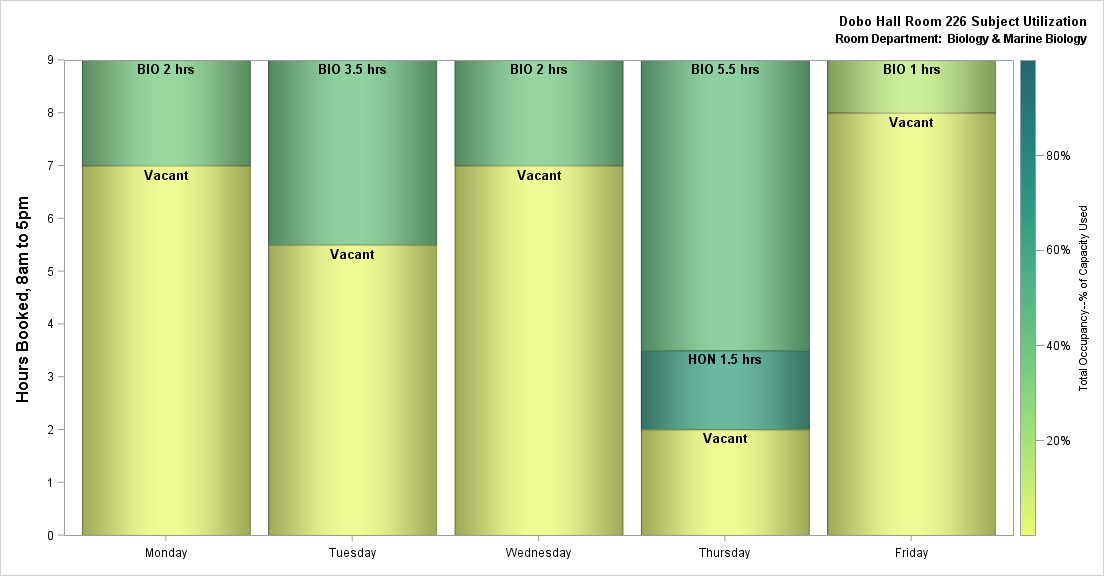 Dobo Hall Room 226 Subject Utilization
Room Department: Biology & Marine Biology
Hours Booked, 8am to 5pm
9
8
7
6
5
4
3
2
1
0
BIO 2 hrs
Vacant
BIO 3.5 hrs
Vacant
BIO 2 hrs
Vacant
BIO 5.5 hrs
HON 1.5 hrs
Vacant
BIO 1 hrs
Vacant
Monday
Tuesday
Wednesday
Thursday
Friday
80%
60%
40%
20%
Total Occupancy--% of Capacity Used